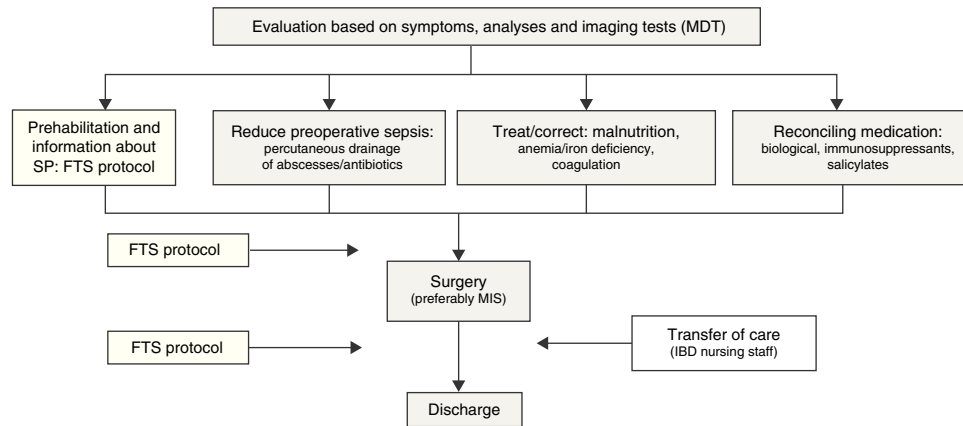 Evaluation based on symptoms, analyses and imaging tests (MDT)
Prehabilitation and
information about
SP: FTS protocol
Reduce preoperative sepsis:
percutaneous drainage
of abscesses/antibiotics
Treat/correct: malnutrition,
anemia/iron deficiency,
coagulation
Reconciling medication:
biological, immunosuppressants,
salicylates
FTS protocol
Surgery
(preferably MIS)
FTS protocol
Transfer of care
(IBD nursing staff)
Discharge